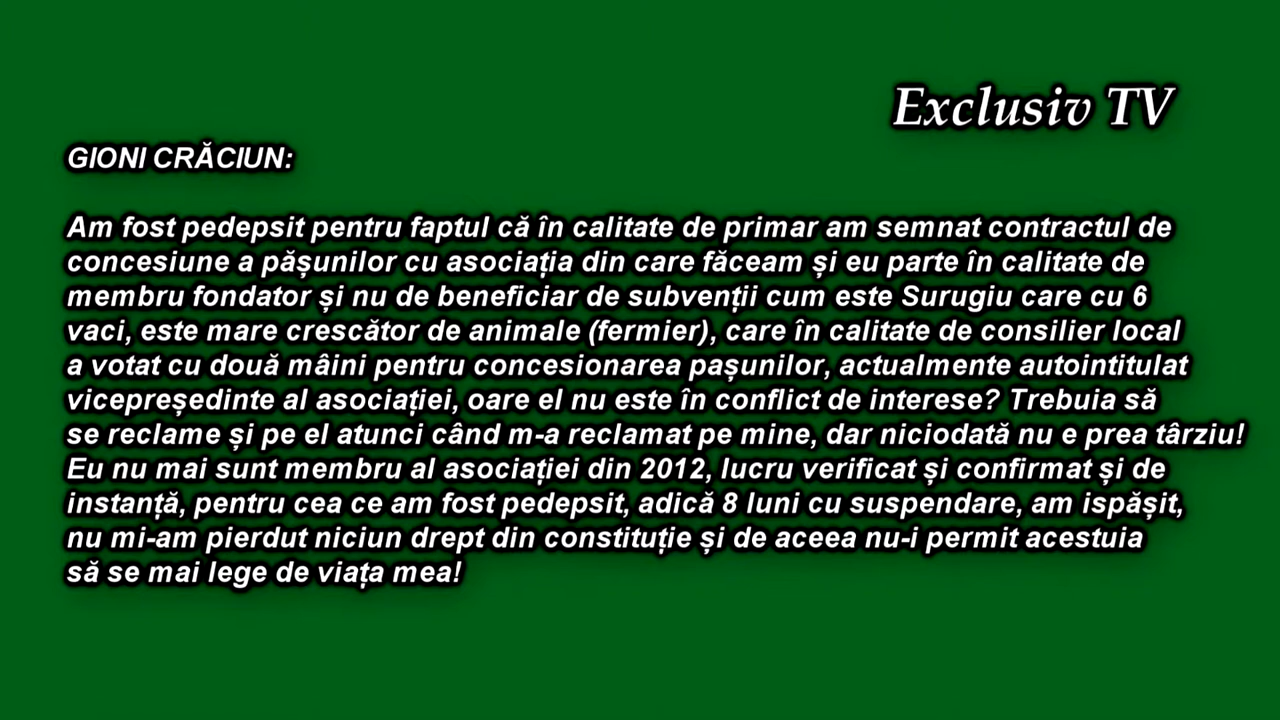 Exclusiv TV
GIONI CRĂCIUN:
Am fost pedepsit pentru faptul că în calitate de primar am semnat contractul de
concesiune a pășunilor cu asociația din care făceam și eu parte în calitate de
membru fondator și nu de beneficiar de subvenții cum este Surugiu care cu 6
vaci, este mare crescător de animale (fermier), care în calitate de consilier local
a votat cu două mâini pentru concesionarea pașunilor, actualmente autointitulat
vicepreședinte al asociației, oare el nu este în conflict de interese? Trebuia să
se reclame și pe el atunci când m-a reclamat pe mine, dar niciodată nu e prea târziu!
Eu nu mai sunt membru al asociației din 2012, lucru verificat și confirmat și de
instanță, pentru cea ce am fost pedepsit, adică 8 luni cu suspendare, am ispășit,
nu mi-am pierdut niciun drept din constituție și de aceea nu-i permit acestuia
să se mai lege de viața mea!